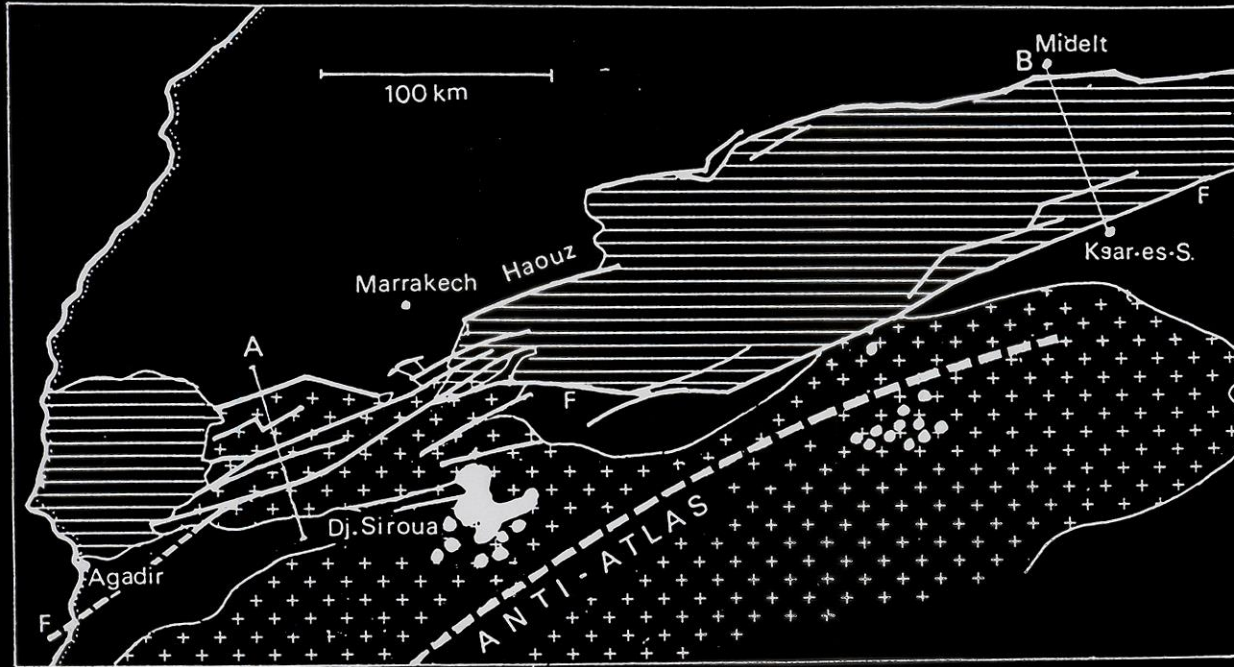 Midelt
B
100 km
F
Ksar-es-S.
Haouz
Marrakech
A
F
Dj. Siroua
ANTI-ATLAS
Agadir
F